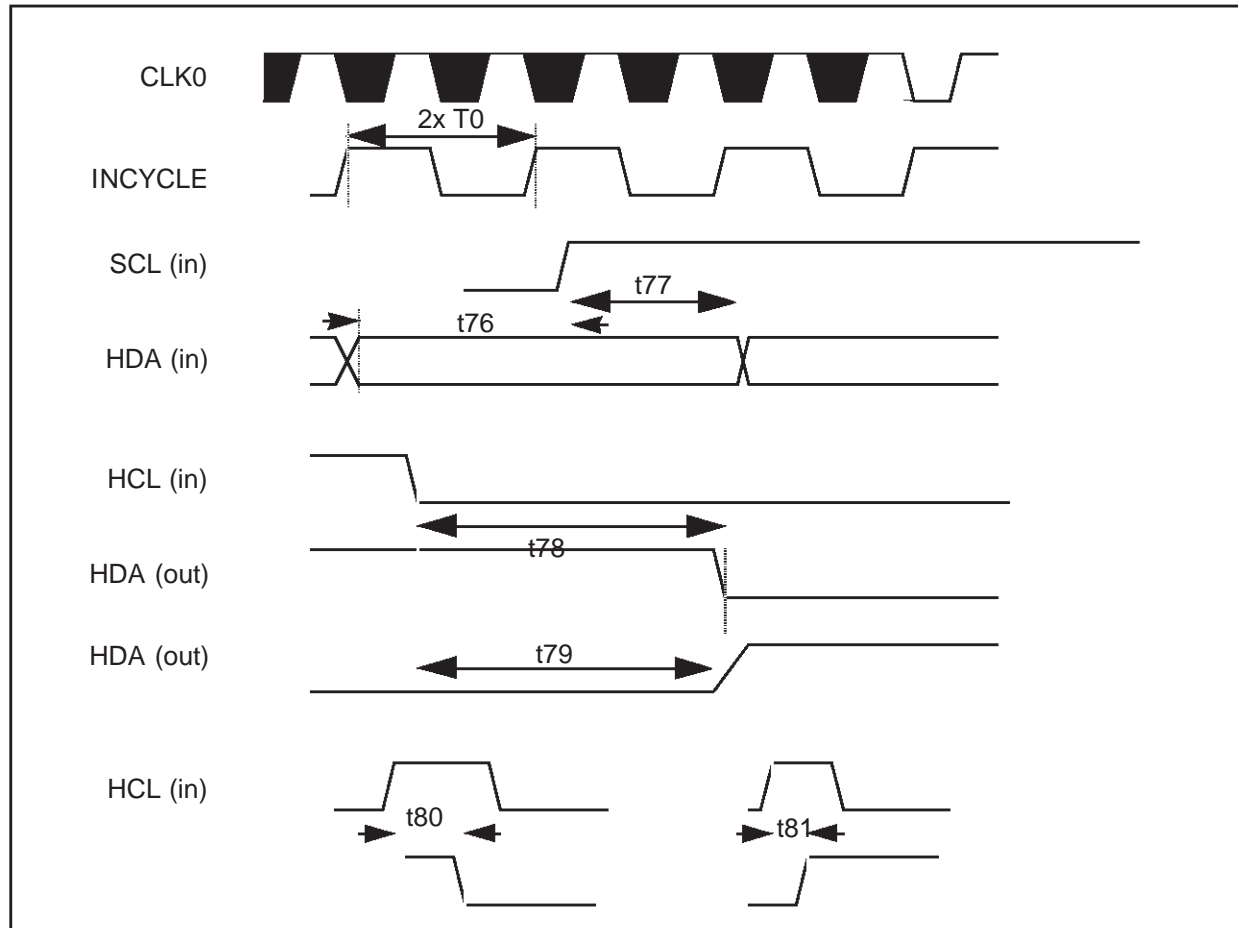 CLK0
2x T0
INCYCLE
SCL (in)
t77
t76
HDA (in)
HCL (in)
t78
HDA (out)
HDA (out)
t79
HCL (in)
t80
t81